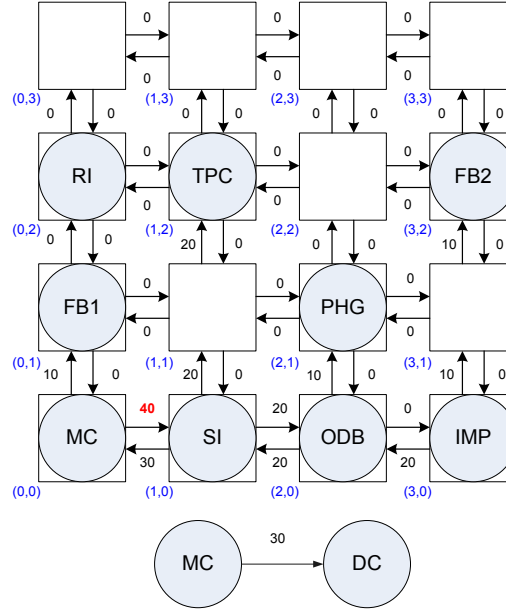 0 0 0
0 0 0
(0,3) (1,3) (2,3) (3,3)
0 0 0 0 0 0 0 0
0 0 0
RI TPC FB2
0 0 0
(0,2) (1,2) (2,2) (3,2)
0 0 20 0 0 0 10 0
0 0 0
FB1 PHG
0 0 0
(0,1) (1,1) (2,1) (3,1)
10 0 20 0 10 0 10 0
40 20 0
MC SI ODB IMP
30 20 20
(0,0) (1,0) (2,0) (3,0)
30
MC DC